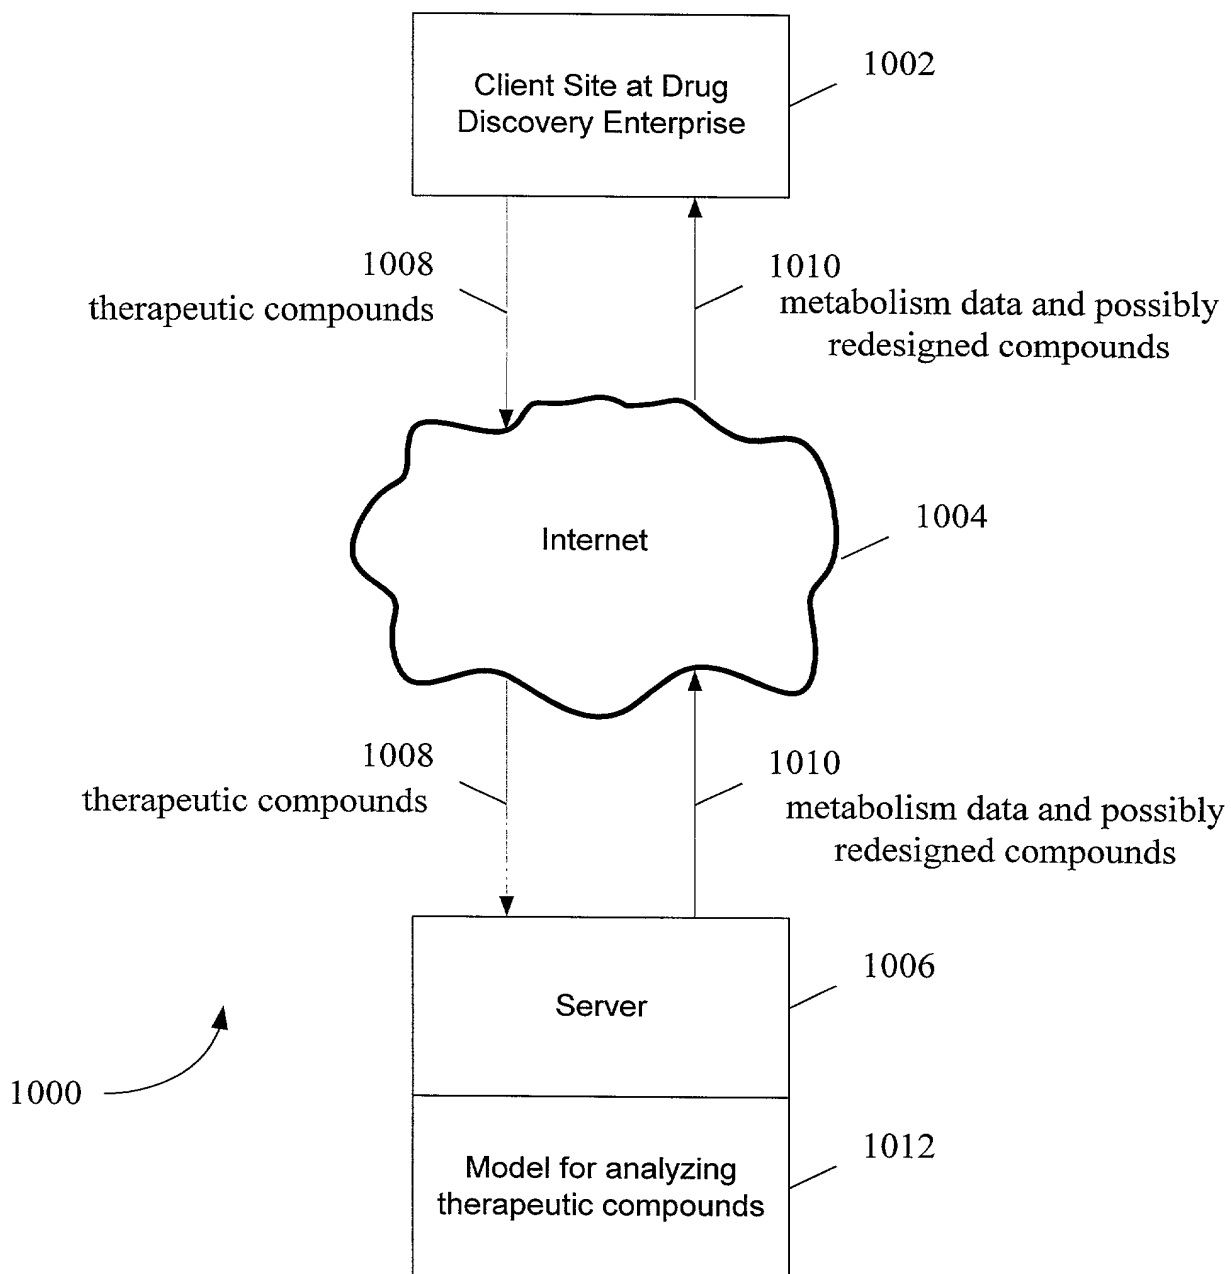 Client Site at Drug
Discovery Enterprise
1002
1008
therapeutic compounds
1010
metabolism data and possibly
redesigned compounds
Internet
1004
1008
therapeutic compounds
1010
metabolism data and possibly
redesigned compounds
Server
1006
1000
Model for analyzing
therapeutic compounds
1012